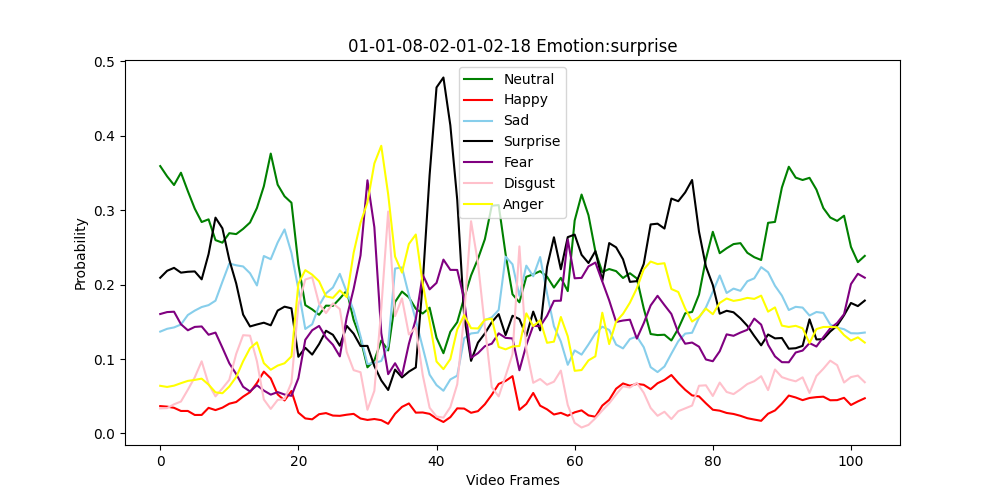 01-01-08-02-01-02-18 Emotion:surprise
Probability
0.5
0.4
0.3
0.2
0.1
0.0
Neutral
Happy
Sad
Surprise
Fear
Disgust
Anger
0 20 40 60 80 100
Video Frames